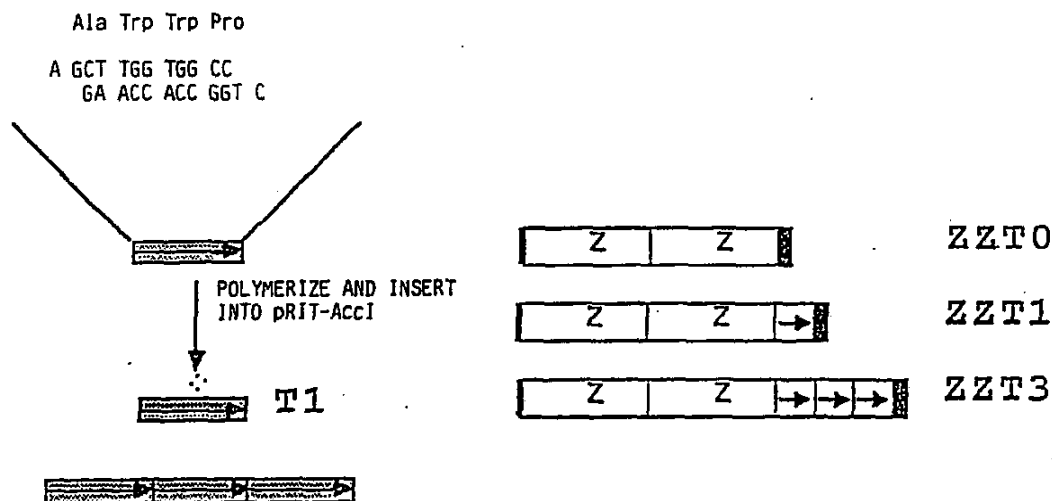 Ala Trp Trp Pro
A GCT TGG TGG CC
GA ACC ACC GGT C
POLYMERIZE AND INSERT
INTO pRIT-AccI
T1
Z Z ZZT0
Z Z ZZT1
Z Z ZZT3